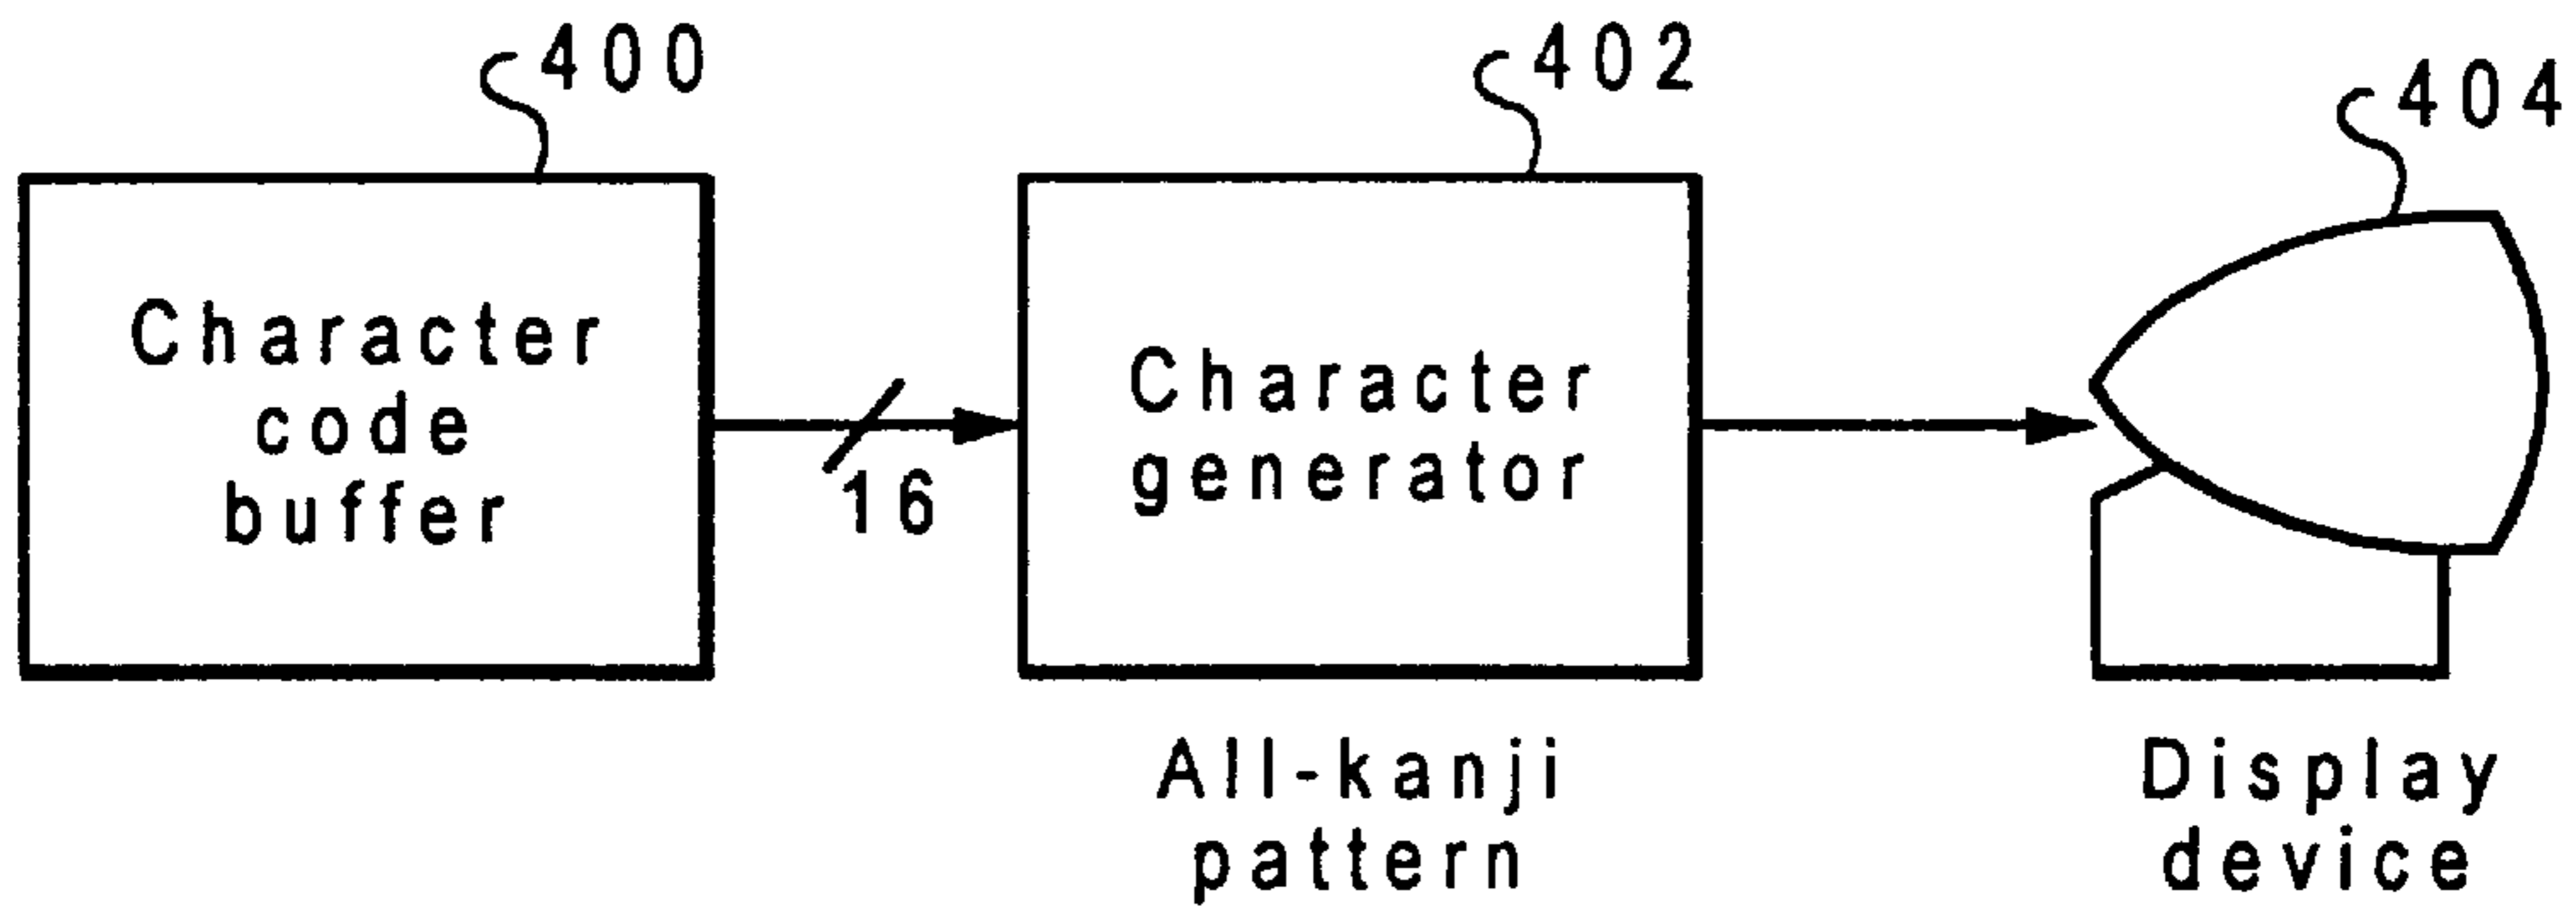 400
402
404
Character
code
buffer
16
Character
generator
All-kanji
pattern
Display
device